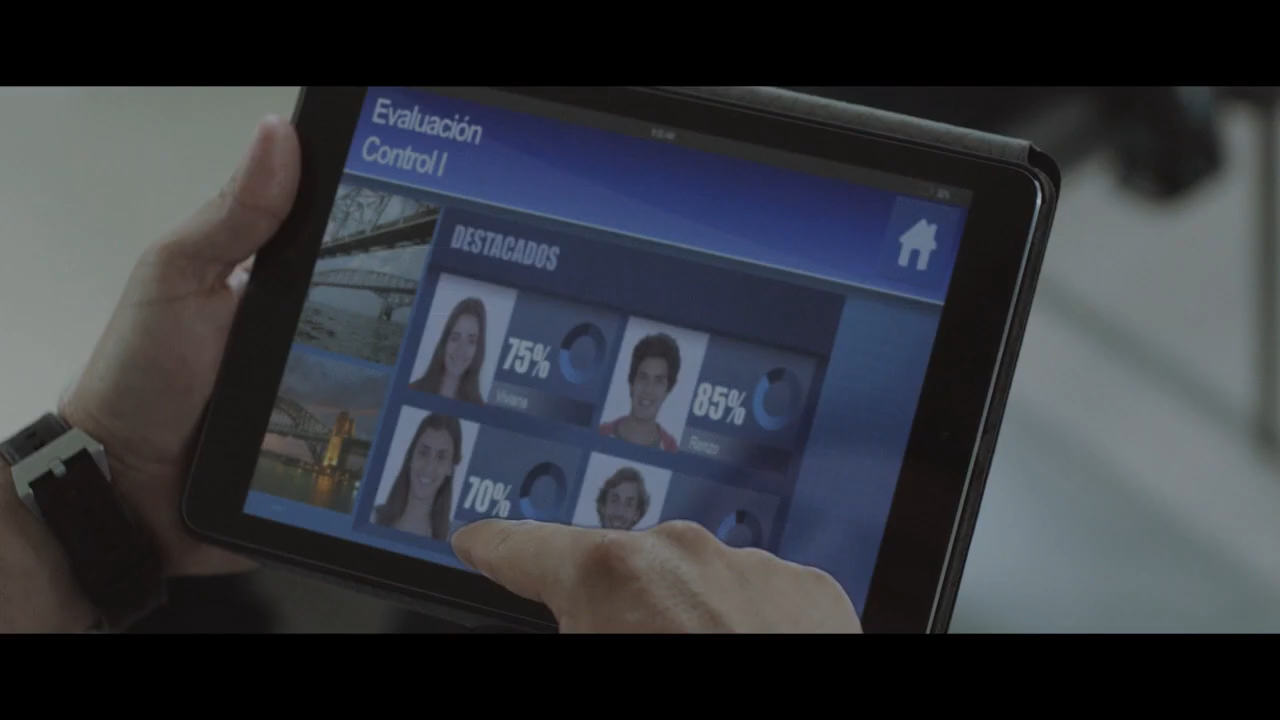 Evaluación
Control I
DESTACADOS
75%
Viviana
85%
Renzo
70%